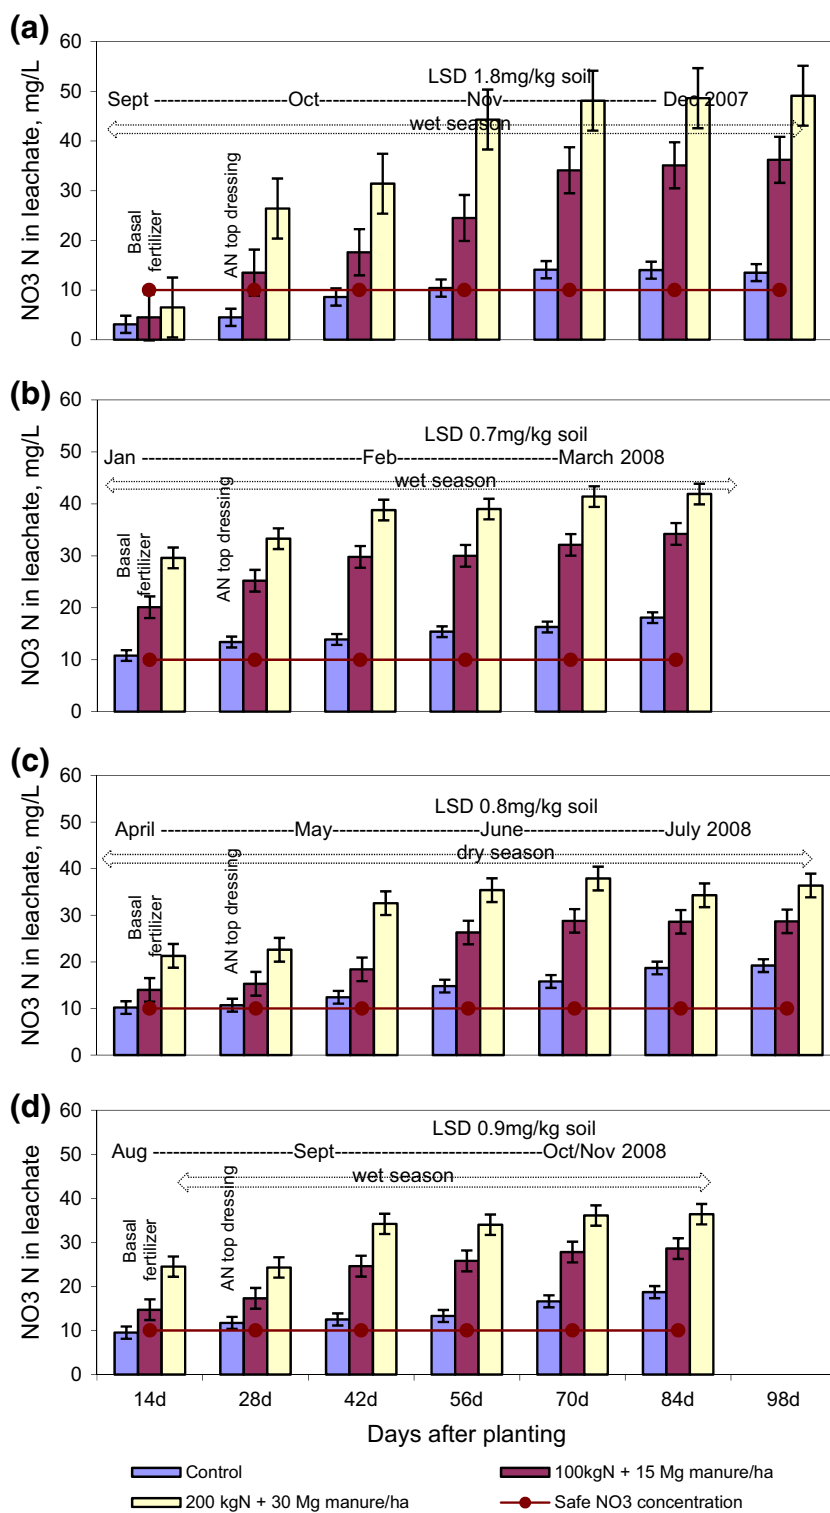 (a)
NO3 N in leachate, mg/L
60
50
40
30
20
10
0
LSD 1.8mg/kg soil
Sept ------------------Oct--------------------Nov-------------------- Dec 2007
wet season
Basal
fertilizer
AN top dressing
(b)
NO3 N in leachate, mg/L
60
50
40
30
20
10
0
LSD 0.7mg/kg soil
Jan ----------------------------Feb--------------------March 2008
wet season
Basal
fertilizer
AN top dressing
(c)
NO3 N in leachate, mg/L
60
50
40
30
20
10
0
LSD 0.8mg/kg soil
April -----------------May------------------June------------------July 2008
dry season
Basal
fertilizer
AN top dressing
(d)
NO3 N in leachate
60
50
40
30
20
10
0
LSD 0.9mg/kg soil
Aug ------------------Sept--------------------------Oct/Nov 2008
wet season
Basal
fertilizer
AN top dressing
14d 28d 42d 56d 70d 84d 98d
Days after planting
Control
100kgN + 15 Mg manure/ha
200 kgN + 30 Mg manure/ha
Safe NO3 concentration